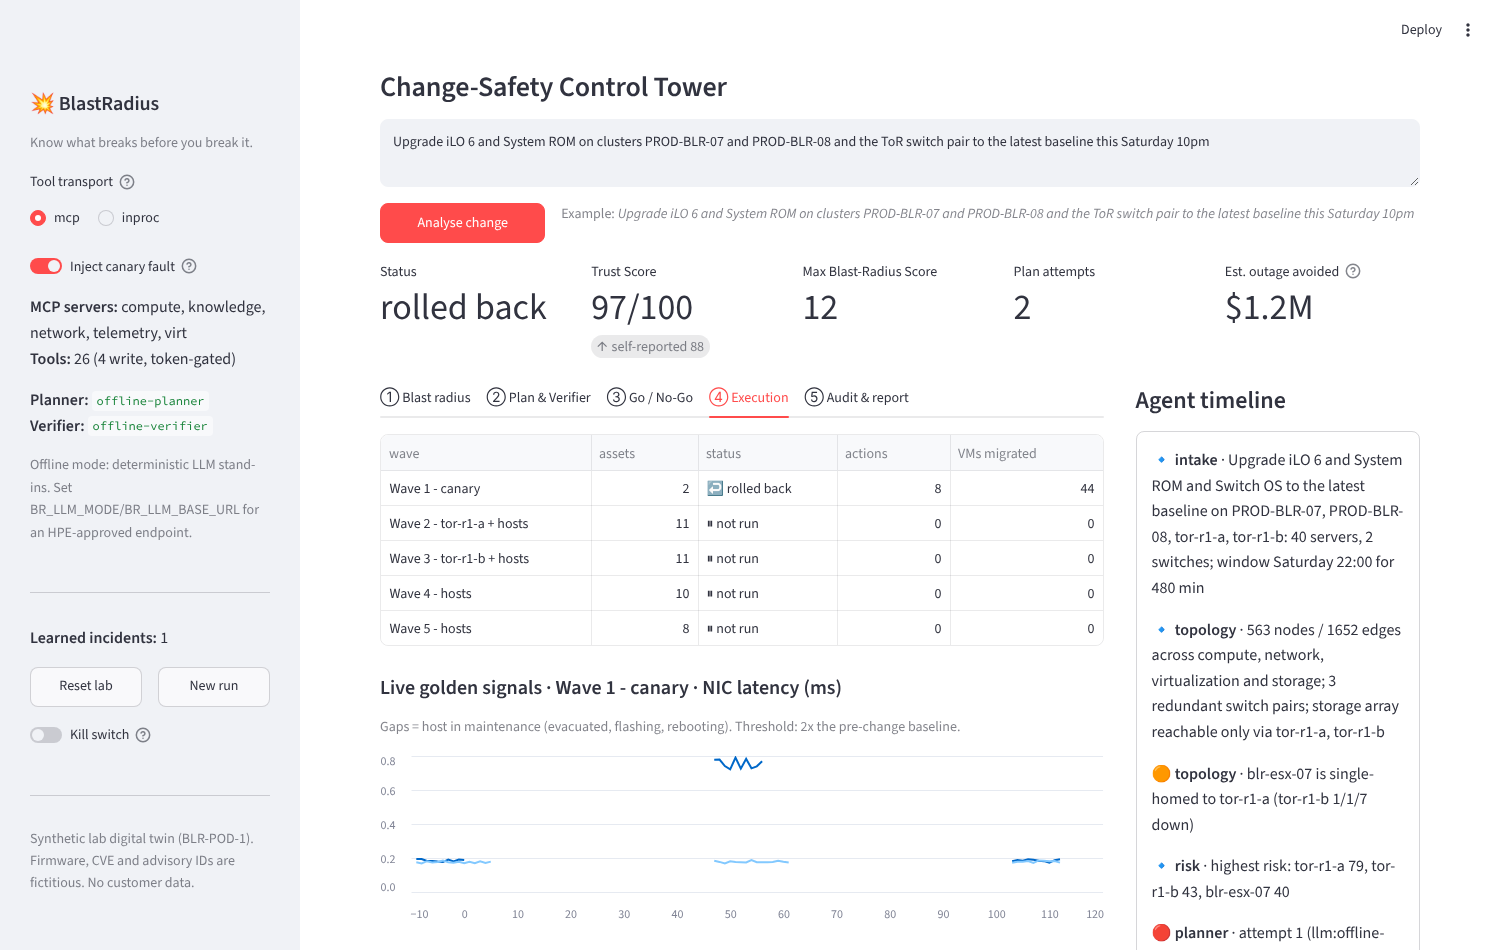 Deploy
💥 BlastRadius
Know what breaks before you break it.
Tool transport
mcp
inproc
Inject canary fault
MCP servers: compute, knowledge,
network, telemetry, virt
Tools: 26 (4 write, token-gated)
Planner: offline-planner
Verifier: offline-verifier
Offline mode: deterministic LLM stand-
ins. Set
BR_LLM_MODE/BR_LLM_BASE_URL for
an HPE-approved endpoint.
Learned incidents: 1
Reset lab
New run
Kill switch
Synthetic lab digital twin (BLR-POD-1).
Firmware, CVE and advisory IDs are
fictitious. No customer data.
Change-Safety Control Tower
Upgrade iLO 6 and System ROM on clusters PROD-BLR-07 and PROD-BLR-08 and the ToR switch pair to the latest baseline this Saturday 10pm
Analyse change
Example: Upgrade iLO 6 and System ROM on clusters PROD-BLR-07 and PROD-BLR-08 and the ToR switch pair to the latest baseline this Saturday 10pm
Status
rolled back
Trust Score
97/100
↑ self-reported 88
Max Blast-Radius Score
12
Plan attempts
2
Est. outage avoided
$1.2M
① Blast radius
② Plan & Verifier
③ Go / No-Go
④ Execution
⑤ Audit & report
wave assets status actions VMs migrated
Wave 1 - canary 2 ↩️ rolled back 8 44
Wave 2 - tor-r1-a + hosts 11 ⏸ not run 0 0
Wave 3 - tor-r1-b + hosts 11 ⏸ not run 0 0
Wave 4 - hosts 10 ⏸ not run 0 0
Wave 5 - hosts 8 ⏸ not run 0 0
Live golden signals · Wave 1 - canary · NIC latency (ms)
Gaps = host in maintenance (evacuated, flashing, rebooting). Threshold: 2x the pre-change baseline.
0.8
0.6
0.4
0.2
0.0
−10 0 10 20 30 40 50 60 70 80 90 100 110 120
Agent timeline
🔹 intake · Upgrade iLO 6 and System
ROM and Switch OS to the latest
baseline on PROD-BLR-07, PROD-BLR-
08, tor-r1-a, tor-r1-b: 40 servers, 2
switches; window Saturday 22:00 for
480 min
🔹 topology · 563 nodes / 1652 edges
across compute, network,
virtualization and storage; 3
redundant switch pairs; storage array
reachable only via tor-r1-a, tor-r1-b
🟠 topology · blr-esx-07 is single-
homed to tor-r1-a (tor-r1-b 1/1/7
down)
🔹 risk · highest risk: tor-r1-a 79, tor-
r1-b 43, blr-esx-07 40
🔴 planner · attempt 1 (llm:offline-